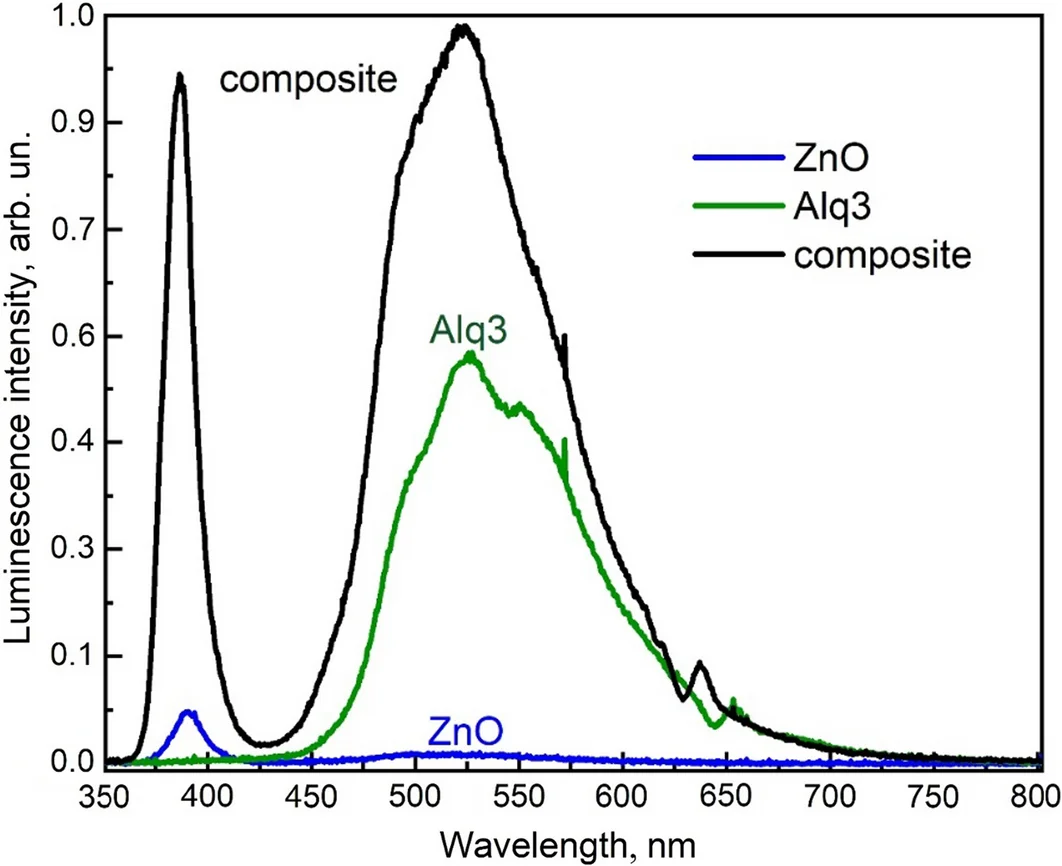 Luminescence intensity, arb. un.
1.0
0.9
0.7
0.6
0.4
0.3
0.1
0.0
composite
ZnO
Alq3
composite
Alq3
ZnO
350 400 450 500 550 600 650 700 750 800
Wavelength, nm